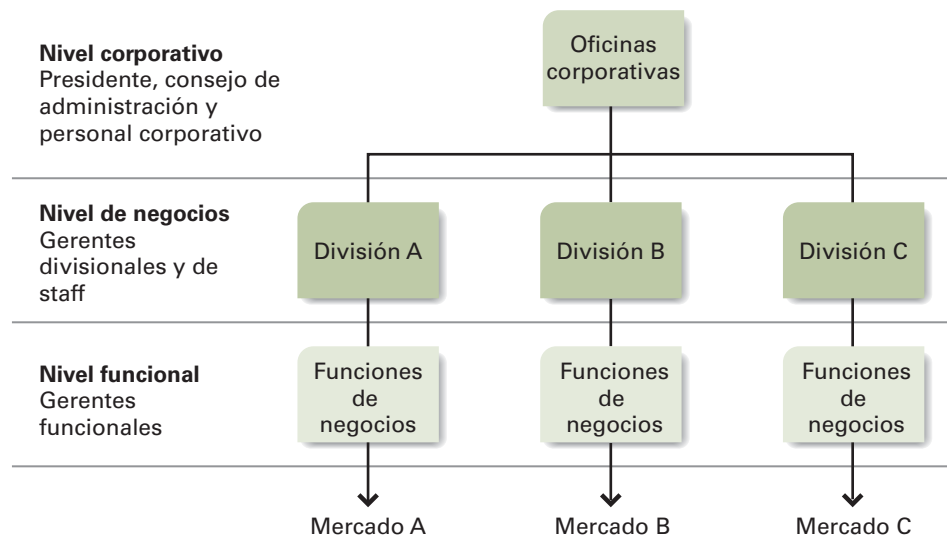 Nivel corporativo
Presidente, consejo de
administración y
personal corporativo
Oficinas
corporativas
Nivel de negocios
Gerentes
divisionales y de
staff
División A
División B
División C
Nivel funcional
Gerentes
funcionales
Funciones
de
negocios
Funciones
de
negocios
Funciones
de
negocios
Mercado A
Mercado B
Mercado C